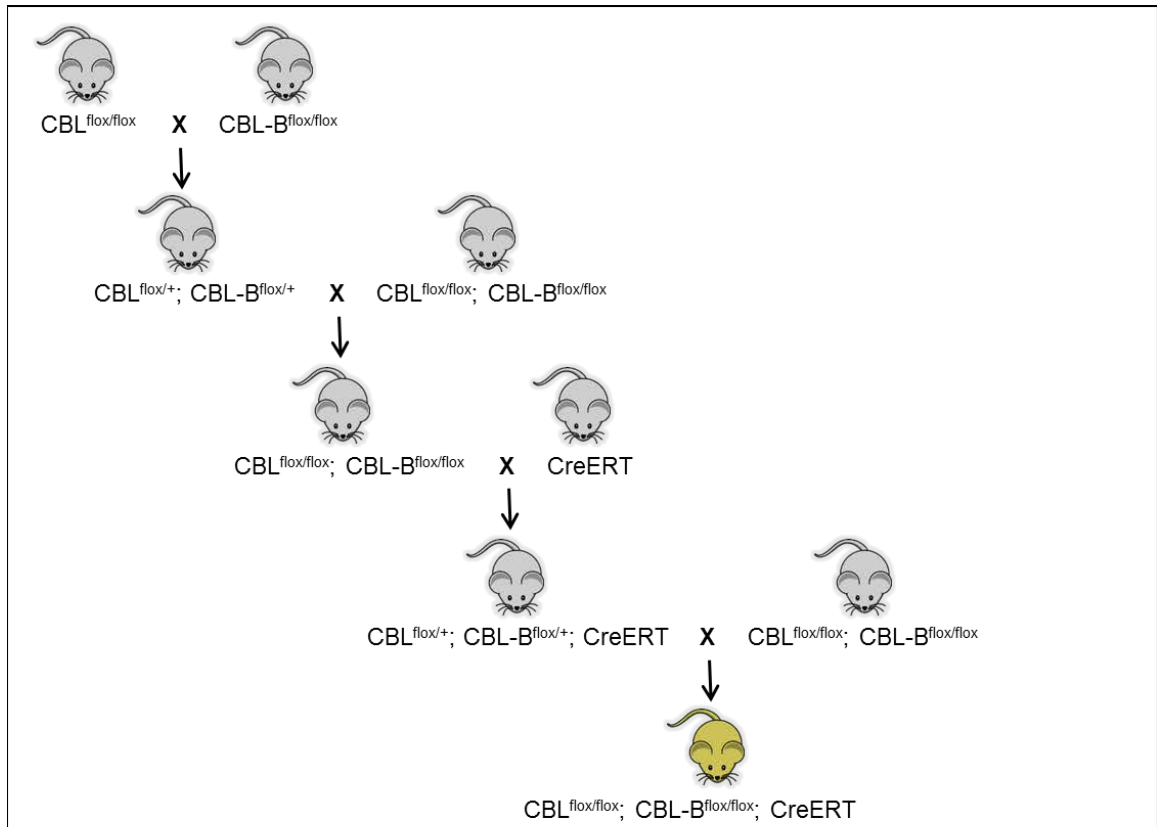 CBL^flox/flox X CBL-B^flox/flox
CBL^flox/+; CBL-B^flox/+ X CBL^flox/flox; CBL-B^flox/flox
CBL^flox/flox; CBL-B^flox/flox X CreERT
CBL^flox/+; CBL-B^flox/+; CreERT X CBL^flox/flox; CBL-B^flox/flox
CBL^flox/flox; CBL-B^flox/flox; CreERT